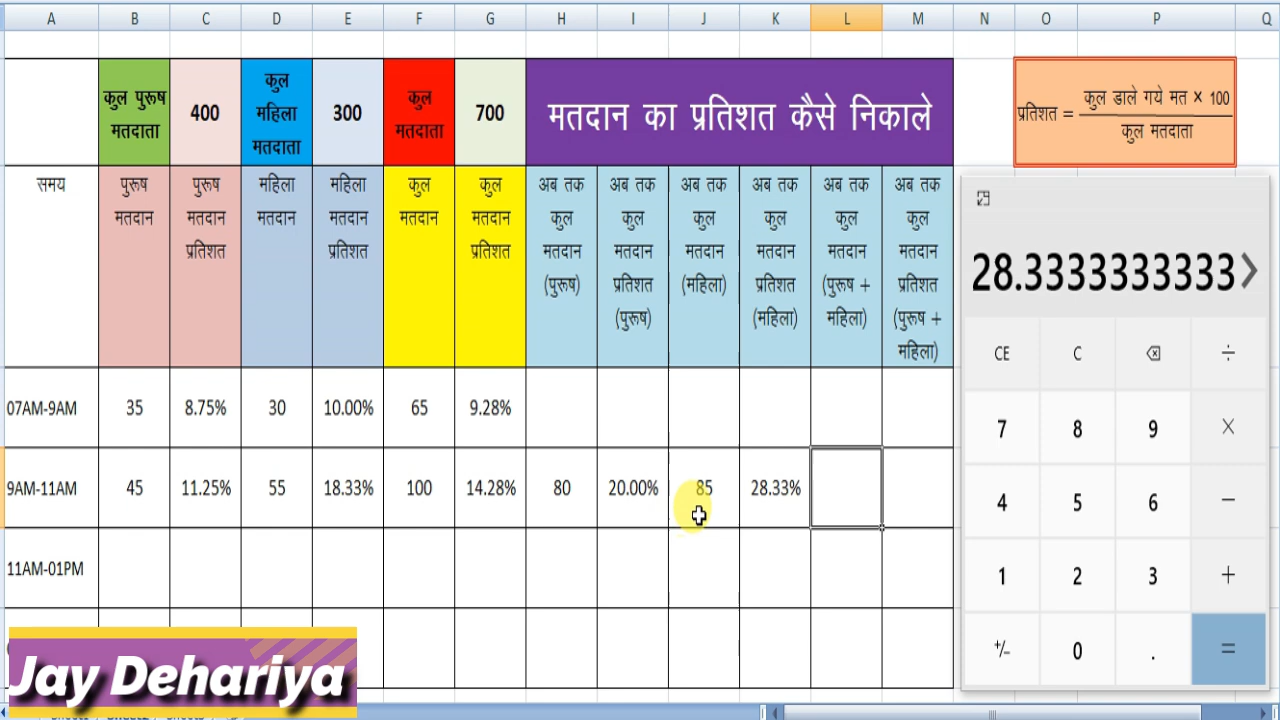 A B C D E F G H I J K L M N O P Q
कुल पुरूष मतदाता 400 कुल महिला मतदाता 300 कुल मतदाता 700 मतदान का प्रतिशत कैसे निकाले
प्रतिशत = कुल डाले गये मत × 100
कुल मतदाता
समय
पुरूष मतदान
पुरूष मतदान प्रतिशत
महिला मतदान
महिला मतदान प्रतिशत
कुल मतदान
कुल मतदान प्रतिशत
अब तक कुल मतदान (पुरूष)
अब तक कुल मतदान प्रतिशत (पुरूष)
अब तक कुल मतदान (महिला)
अब तक कुल मतदान प्रतिशत (महिला)
अब तक कुल मतदान (पुरूष + महिला)
अब तक कुल मतदान प्रतिशत (पुरूष + महिला)
07AM-9AM 35 8.75% 30 10.00% 65 9.28%
9AM-11AM 45 11.25% 55 18.33% 100 14.28% 80 20.00% 85 28.33%
11AM-01PM
28.3333333333
CE C ÷
7 8 9 ×
4 5 6 −
1 2 3 +
+/− 0 . =
Jay Dehariya